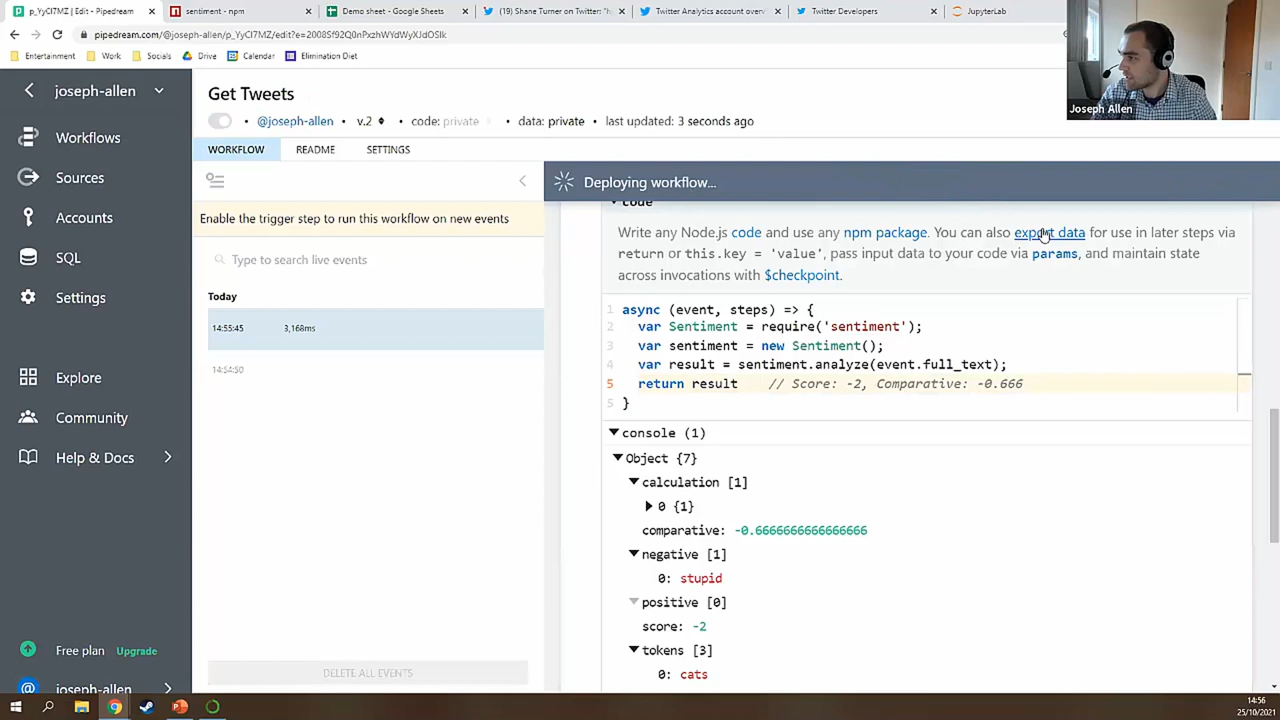 p_YyCl7MZ - Edit - Pipedream
sentiment - npm
Demo sheet - Google Sheets
(19) Shane Turner on Twitter: "h
Twitter Analytics account overv
Twitter Developers
JupyterLab
pipedream.com/@joseph-allen/p_YyCl7MZ/edit?e=2008Sf92Q0nPxzhWYdWyXJdOSlk
Entertainment
Work
Socials
Drive
Calendar
Elimination Diet
Joseph Allen
joseph-allen
Workflows
Sources
Accounts
SQL
Settings
Explore
Community
Help & Docs
Free plan Upgrade
@ joseph-allen
Get Tweets
@joseph-allen v.2 • code: private • data: private • last updated: 3 seconds ago
WORKFLOW README SETTINGS
Enable the trigger step to run this workflow on new events
Type to search live events
Today
14:55:45 3,168ms
14:54:50
DELETE ALL EVENTS
Deploying workflow...
code
Write any Node.js code and use any npm package. You can also export data for use in later steps via
return or this.key = 'value', pass input data to your code via params, and maintain state
across invocations with $checkpoint.
1 async (event, steps) => {
2 var Sentiment = require('sentiment');
3 var sentiment = new Sentiment();
4 var result = sentiment.analyze(event.full_text);
5 return result // Score: -2, Comparative: -0.666
5 }
console (1)
Object {7}
calculation [1]
0 {1}
comparative: -0.6666666666666666
negative [1]
0: stupid
positive [0]
score: -2
tokens [3]
0: cats
14:56
25/10/2021